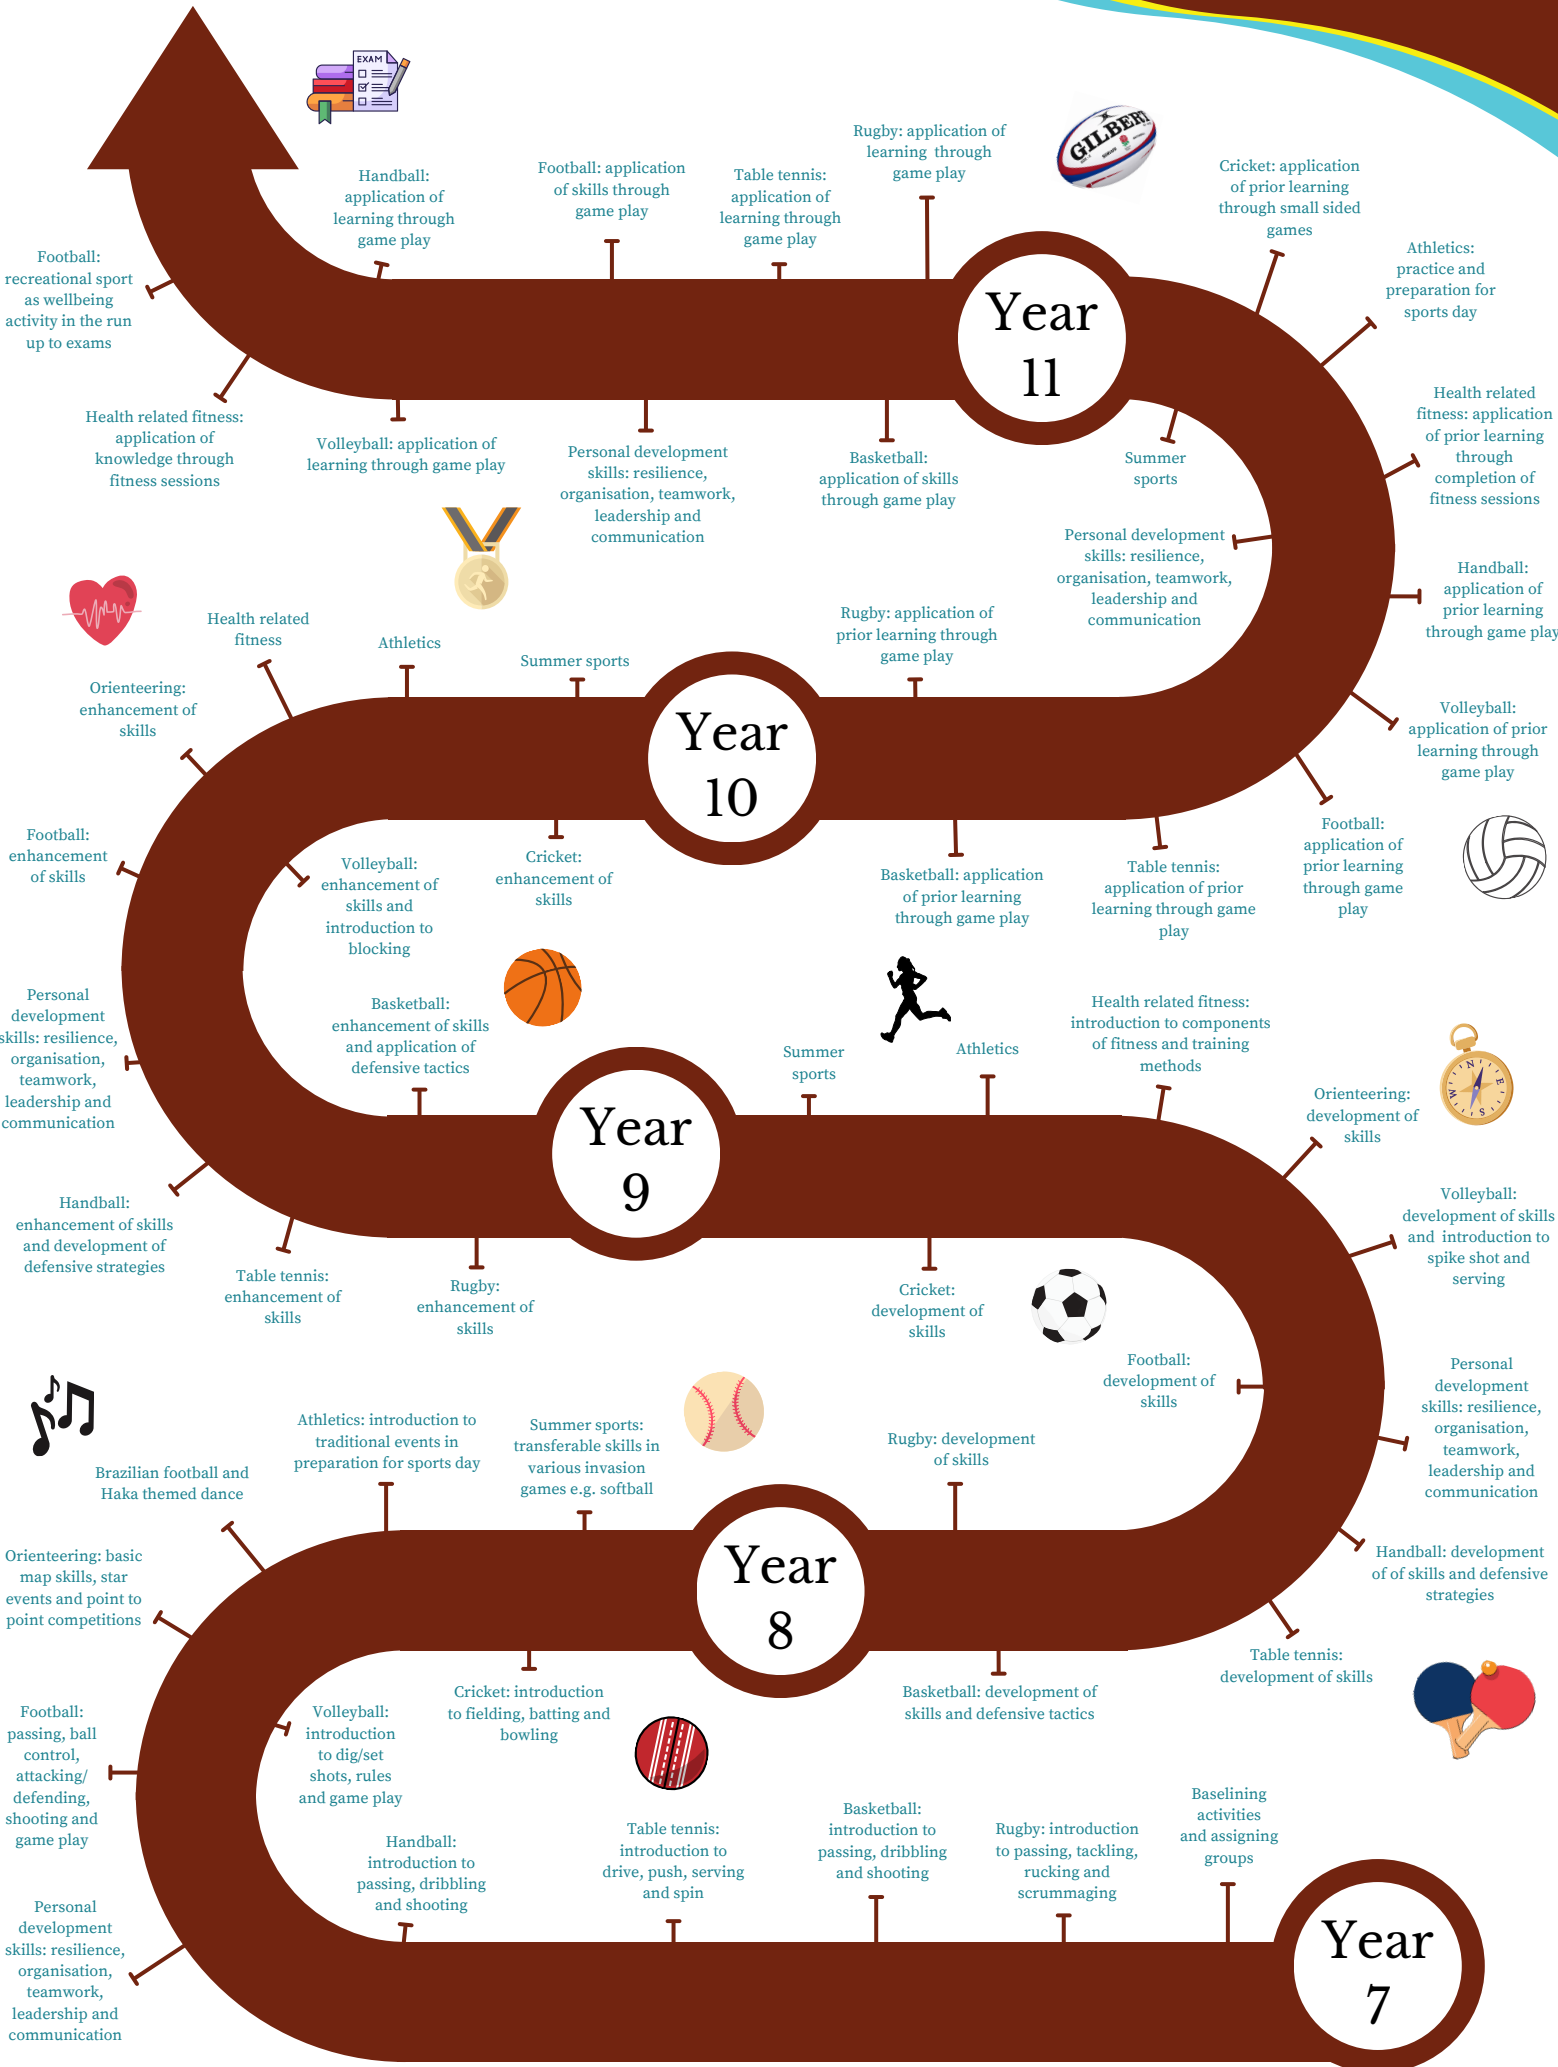 EXAM
GILBERT
Handball:
application of
learning through
game play
Football: application
of skills through
game play
Table tennis:
application of
learning through
game play
Rugby: application of
learning through
game play
Cricket: application
of prior learning
through small sided
games
Athletics:
practice and
preparation for
sports day
Football:
recreational sport
as wellbeing
activity in the run
up to exams
Year
11
Health related fitness:
application of
knowledge through
fitness sessions
Volleyball: application of
learning through game play
Personal development
skills: resilience,
organisation, teamwork,
leadership and
communication
Basketball:
application of skills
through game play
Summer
sports
Health related
fitness: application
of prior learning
through
completion of
fitness sessions
Personal development
skills: resilience,
organisation, teamwork,
leadership and
communication
Handball:
application of
prior learning
through game play
Health related
fitness
Athletics
Summer sports
Rugby: application of
prior learning through
game play
Orienteering:
enhancement of
skills
Year
10
Volleyball:
application of prior
learning through
game play
Football:
enhancement
of skills
Volleyball:
enhancement of
skills and
introduction to
blocking
Cricket:
enhancement of
skills
Basketball: application
of prior learning
through game play
Table tennis:
application of prior
learning through game
play
Football:
application of
prior learning
through game
play
Personal
development
skills: resilience,
organisation,
teamwork,
leadership and
communication
Basketball:
enhancement of skills
and application of
defensive tactics
Summer
sports
Athletics
Health related fitness:
introduction to components
of fitness and training
methods
N
E
S
W
Orienteering:
development of
skills
Year
9
Handball:
enhancement of skills
and development of
defensive strategies
Table tennis:
enhancement of
skills
Rugby:
enhancement of
skills
Cricket:
development of
skills
Volleyball:
development of skills
and introduction to
spike shot and
serving
Football:
development of
skills
Personal
development
skills: resilience,
organisation,
teamwork,
leadership and
communication
Brazilian football and
Haka themed dance
Athletics: introduction to
traditional events in
preparation for sports day
Summer sports:
transferable skills in
various invasion
games e.g. softball
Rugby: development
of skills
Orienteering: basic
map skills, star
events and point to
point competitions
Year
8
Handball: development
of of skills and defensive
strategies
Table tennis:
development of skills
Football:
passing, ball
control,
attacking/
defending,
shooting and
game play
Volleyball:
introduction
to dig/set
shots, rules
and game play
Cricket: introduction
to fielding, batting and
bowling
Basketball: development of
skills and defensive tactics
Handball:
introduction to
passing, dribbling
and shooting
Table tennis:
introduction to
drive, push, serving
and spin
Basketball:
introduction to
passing, dribbling
and shooting
Rugby: introduction
to passing, tackling,
rucking and
scrummaging
Baselining
activities
and assigning
groups
Personal
development
skills: resilience,
organisation,
teamwork,
leadership and
communication
Year
7